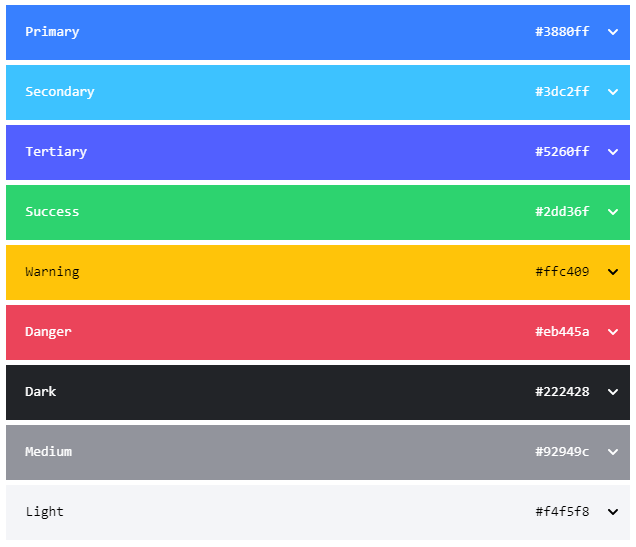 Primary #3880ff
Secondary #3dc2ff
Tertiary #5260ff
Success #2dd36f
Warning #ffc409
Danger #eb445a
Dark #222428
Medium #92949c
Light #f4f5f8